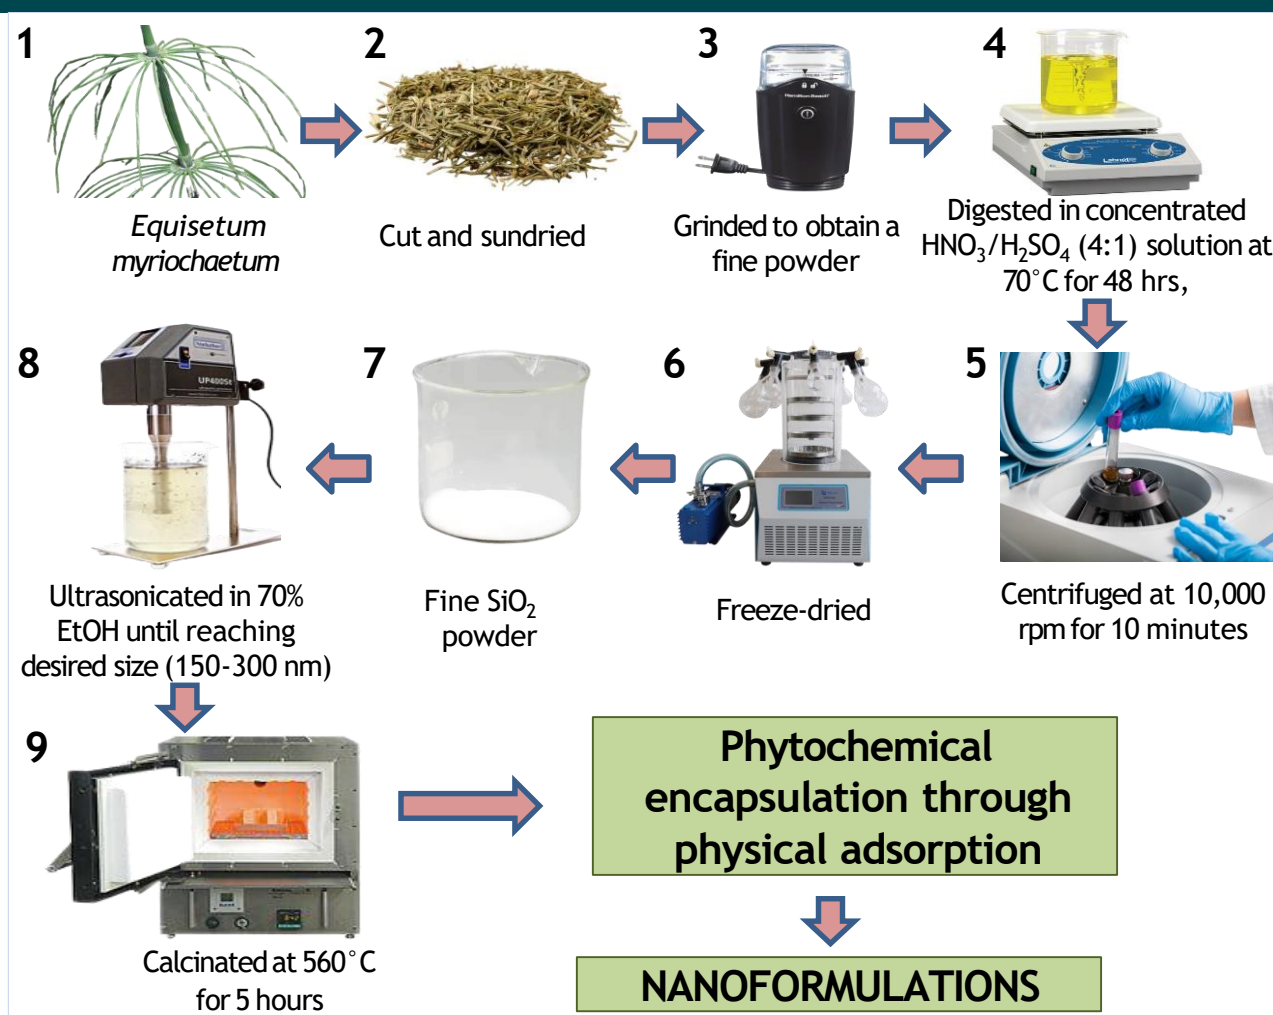 1
Equisetum
myriochaetum
2
Cut and sundried
3
Grinded to obtain a
fine powder
4
Digested in concentrated
HNO₃/H₂SO₄ (4:1) solution at
70°C for 48 hrs,
5
Centrifuged at 10,000
rpm for 10 minutes
6
Freeze-dried
7
Fine SiO₂
powder
8
UP400St
Ultrasonicated in 70%
EtOH until reaching
desired size (150-300 nm)
9
Calcinated at 560°C
for 5 hours
Phytochemical
encapsulation through
physical adsorption
NANOFORMULATIONS